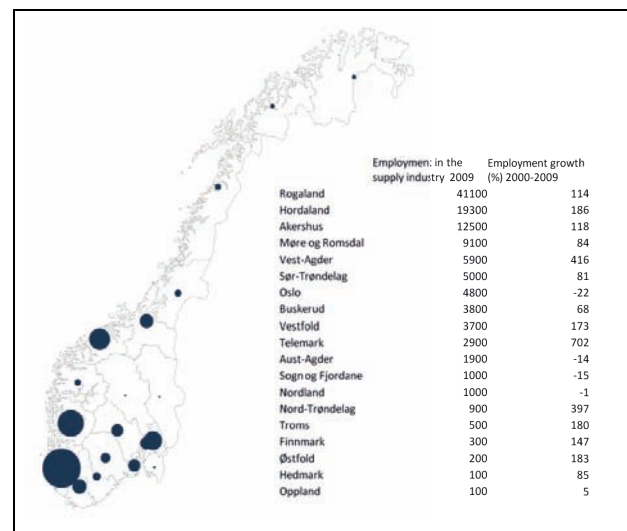 Employmen: in the Employment growth
supply industry 2009 (%) 2000-2009
Rogaland 41100 114
Hordaland 19300 186
Akershus 12500 118
Møre og Romsdal 9100 84
Vest-Agder 5900 416
Sør-Trøndelag 5000 81
Oslo 4800 -22
Buskerud 3800 68
Vestfold 3700 173
Telemark 2900 702
Aust-Agder 1900 -14
Sogn og Fjordane 1000 -15
Nordland 1000 -1
Nord-Trøndelag 900 397
Troms 500 180
Finnmark 300 147
Østfold 200 183
Hedmark 100 85
Oppland 100 5